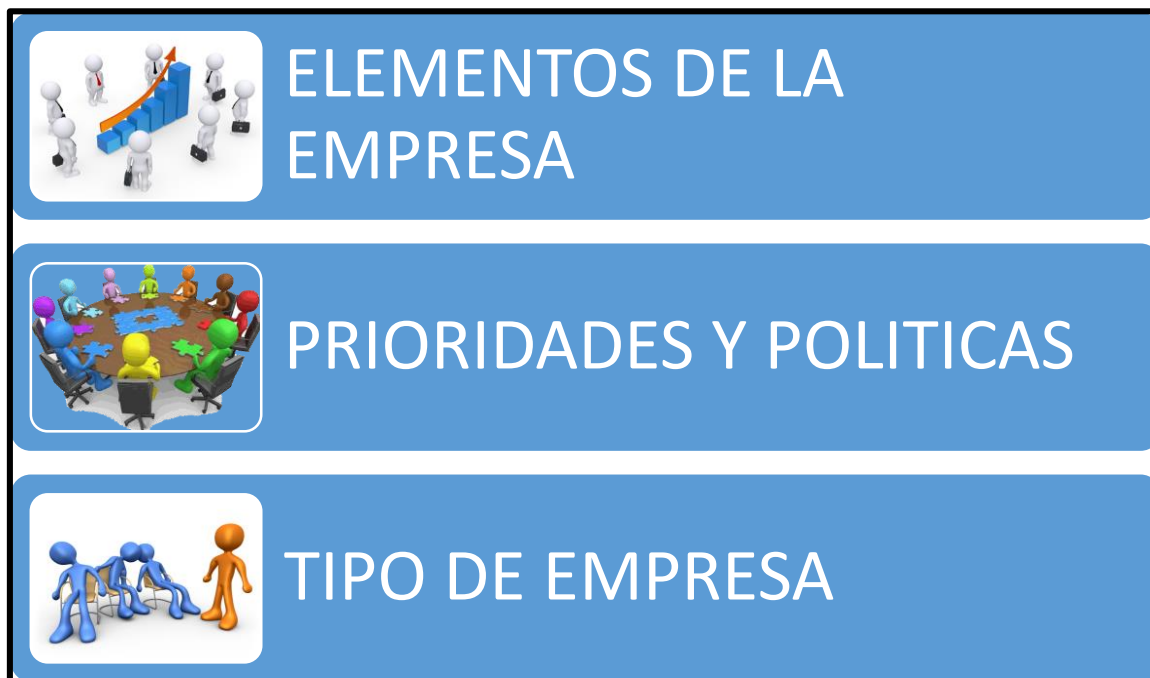 ELEMENTOS DE LA
EMPRESA
PRIORIDADES Y POLITICAS
TIPO DE EMPRESA